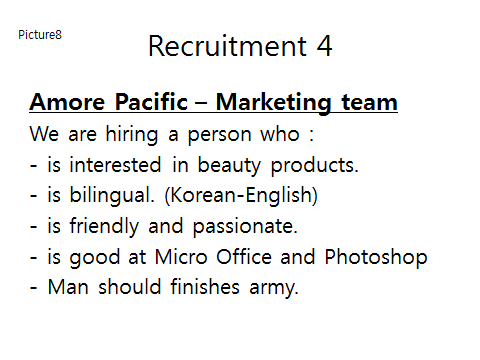 Picture8
Recruitment 4
Amore Pacific – Marketing team
We are hiring a person who :
- is interested in beauty products.
- is bilingual. (Korean-English)
- is friendly and passionate.
- is good at Micro Office and Photoshop
- Man should finishes army.